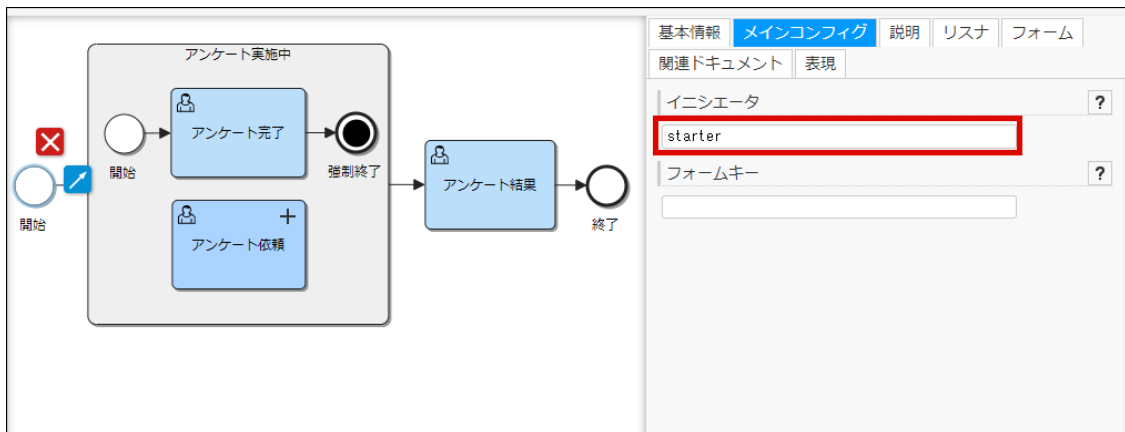 アンケート実施中
アンケート完了
開始
強制終了
アンケート依頼
開始
アンケート結果
終了
基本情報 メインコンフィグ 説明 リスナ フォーム
関連ドキュメント 表現
イニシエータ ?
starter
フォームキー ?